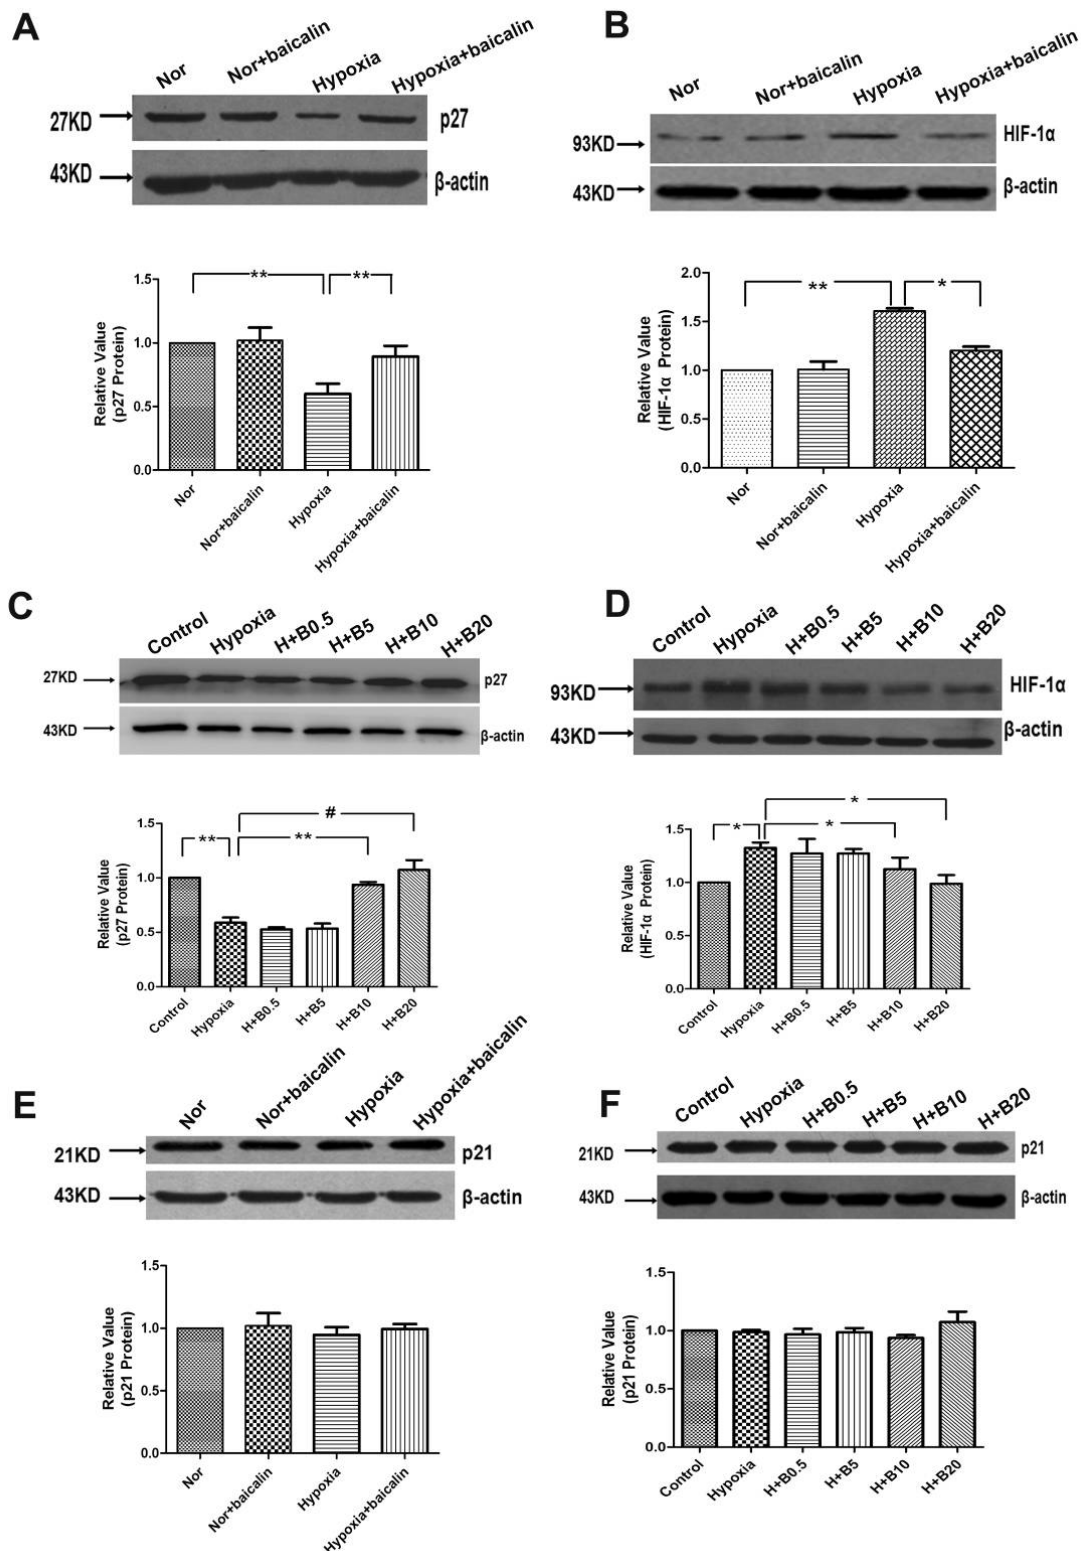 A
Nor
Nor+baicalin
Hypoxia
Hypoxia+baicalin
27KD
p27
43KD
β-actin
** **
Relative Value
(p27 Protein)
1.5
1.0
0.5
0.0
Nor
Nor+baicalin
Hypoxia
Hypoxia+baicalin
B
Nor
Nor+baicalin
Hypoxia
Hypoxia+baicalin
93KD
HIF-1α
43KD
β-actin
** *
Relative Value
(HIF-1α Protein)
2.0
1.5
1.0
0.5
0.0
Nor
Nor+baicalin
Hypoxia
Hypoxia+baicalin
C
Control
Hypoxia
H+B0.5
H+B5
H+B10
H+B20
27KD
p27
43KD
β-actin
#
** **
Relative Value
(p27 Protein)
1.5
1.0
0.5
0.0
Control
Hypoxia
H+B0.5
H+B5
H+B10
H+B20
D
Control
Hypoxia
H+B0.5
H+B5
H+B10
H+B20
93KD
HIF-1α
43KD
β-actin
*
* *
Relative Value
(HIF-1α Protein)
1.5
1.0
0.5
0.0
Control
Hypoxia
H+B0.5
H+B5
H+B10
H+B20
E
Nor
Nor+baicalin
Hypoxia
Hypoxia+baicalin
21KD
p21
43KD
β-actin
Relative Value
(p21 Protein)
1.5
1.0
0.5
0.0
Nor
Nor+baicalin
Hypoxia
Hypoxia+baicalin
F
Control
Hypoxia
H+B0.5
H+B5
H+B10
H+B20
21KD
p21
43KD
β-actin
Relative Value
(p21 Protein)
1.5
1.0
0.5
0.0
Control
Hypoxia
H+B0.5
H+B5
H+B10
H+B20